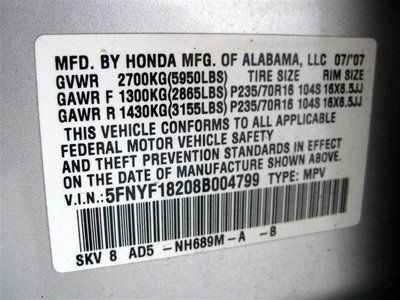 MFD. BY HONDA MFG. OF ALABAMA, LLC 07/'07
GVWR 2700KG(5950LBS) TIRE SIZE RIM SIZE
GAWR F 1300KG(2865LBS) P235/70R16 104S 16X6.5JJ
GAWR R 1430KG(3155LBS) P235/70R16 104S 16X6.5JJ
THIS VEHICLE CONFORMS TO ALL APPLICABLE
FEDERAL MOTOR VEHICLE SAFETY
AND THEFT PREVENTION STANDARDS IN EFFECT
ON THE DATE OF MANUFACTURE SHOWN ABOVE.
V.I.N.:5FNYF18208B004799 TYPE: MPV
SKV 8 AD5 -NH689M-A -B